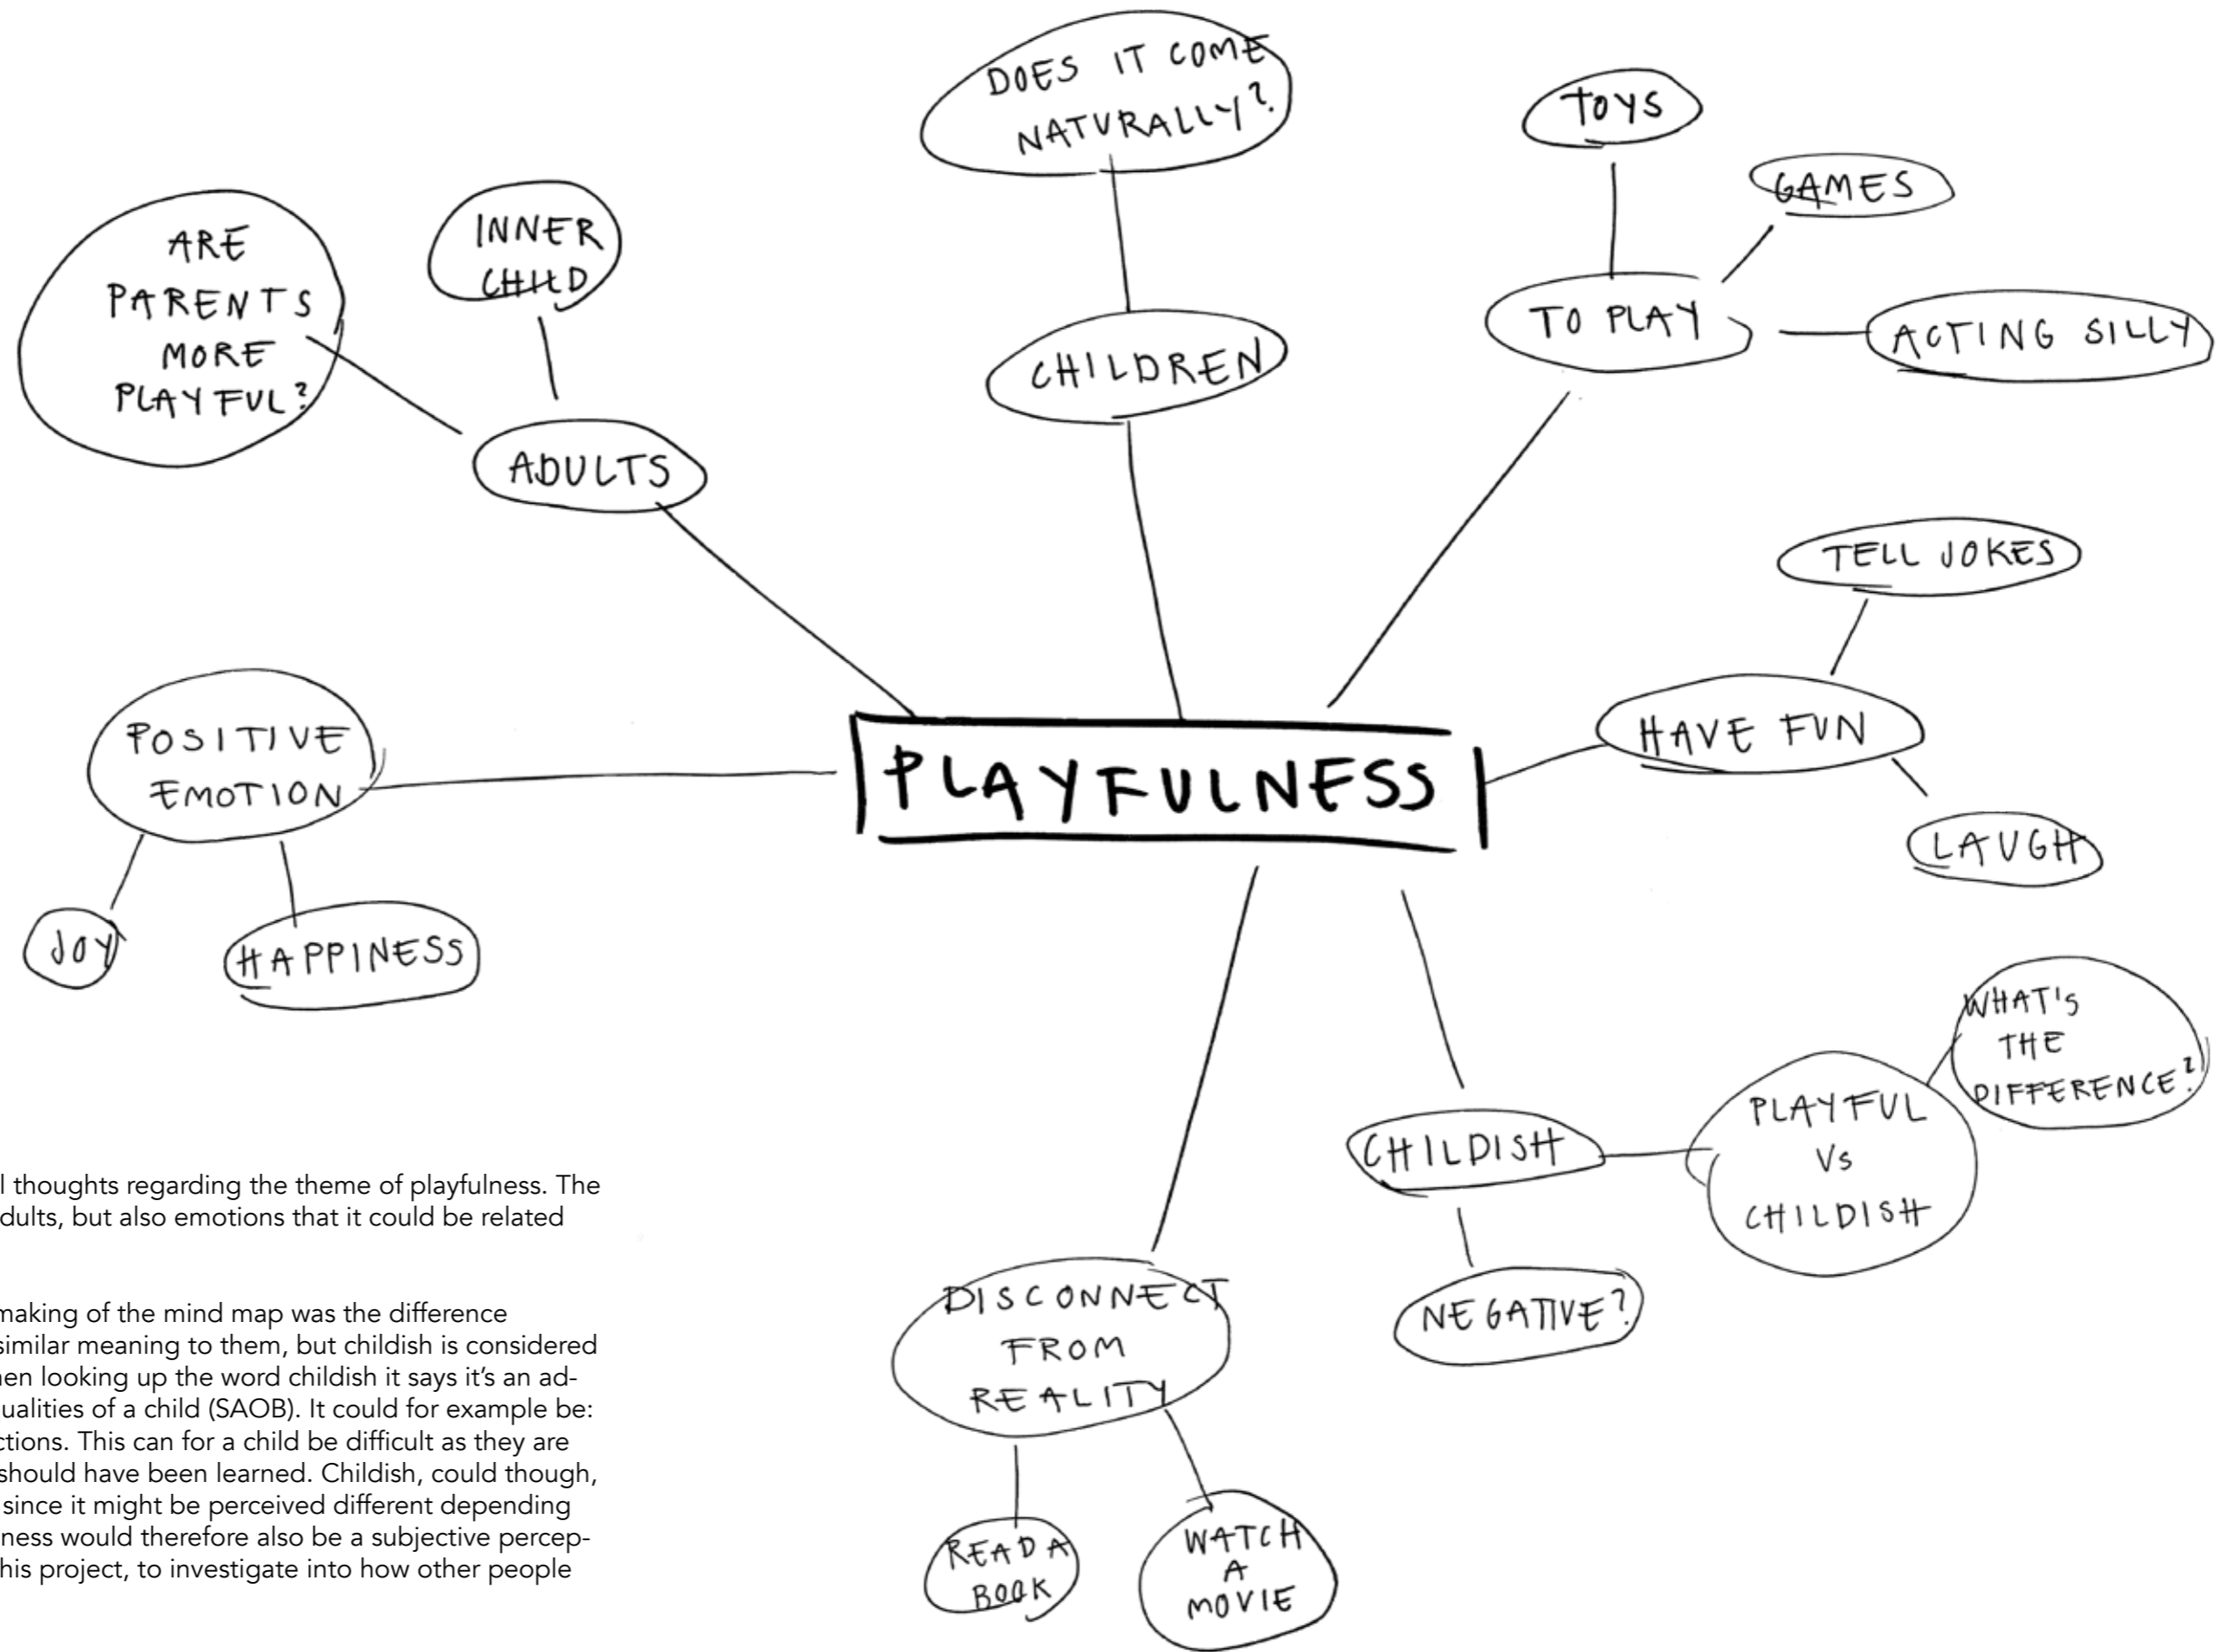 DOES IT COME
NATURALLY?
TOYS
GAMES
ARE
PARENTS
MORE
PLAYFUL?
INNER
CHILD
CHILDREN
TO PLAY
ACTING SILLY
ADULTS
TELL JOKES
POSITIVE
EMOTION
PLAYFULNESS
HAVE FUN
LAUGH
JOY
HAPPINESS
WHAT'S
THE
DIFFERENCE?
PLAYFUL
Vs
CHILDISH
CHILDISH
NEGATIVE?
DISCONNECT
FROM
REALITY
READ A
BOOK
WATCH
A
MOVIE
l thoughts regarding the theme of playfulness. The
dults, but also emotions that it could be related
making of the mind map was the difference
similar meaning to them, but childish is considered
en looking up the word childish it says it's an ad-
ualities of a child (SAOB). It could for example be:
ctions. This can for a child be difficult as they are
should have been learned. Childish, could though,
since it might be perceived different depending
ness would therefore also be a subjective percep-
his project, to investigate into how other people